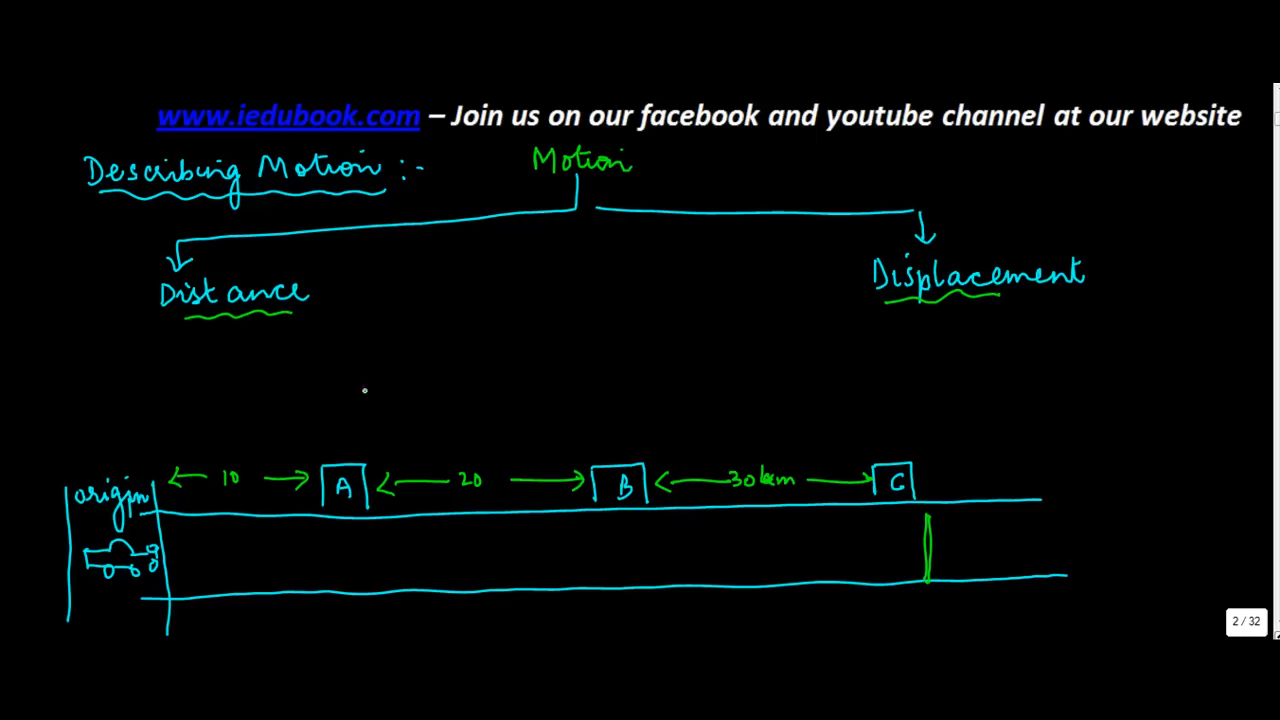 www.iedubook.com – Join us on our facebook and youtube channel at our website
Describing Motion :-
Motion
Distance
Displacement
origin
10
A
20
B
30 km
C
2 / 32